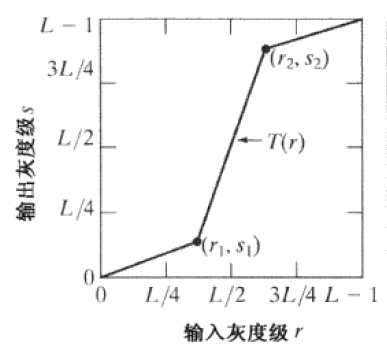 L − 1
3L/4
L/2
L/4
0
输出灰度级 s
(r₂, s₂)
T(r)
(r₁, s₁)
0 L/4 L/2 3L/4 L − 1
输入灰度级 r